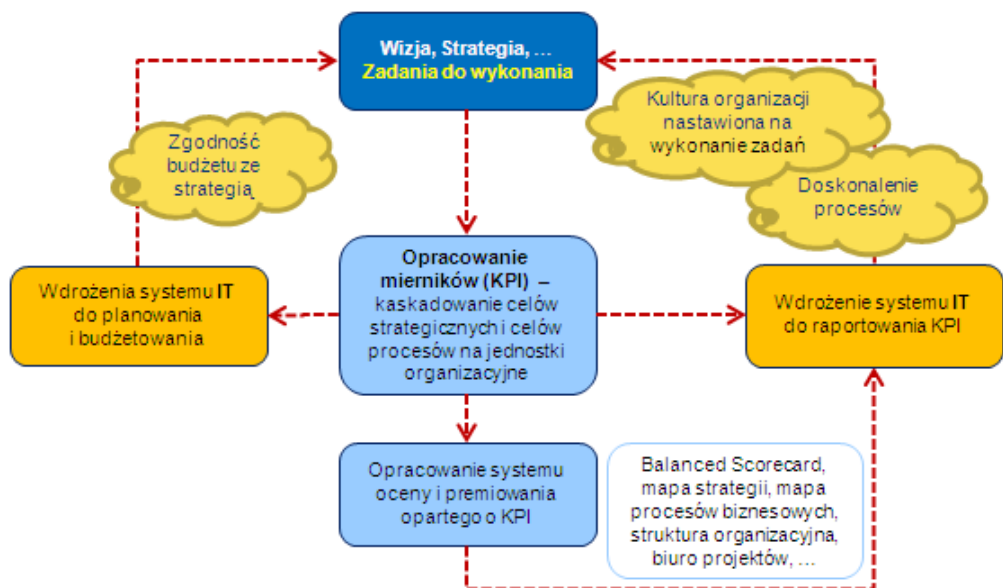 Wizja, Strategia, ...
Zadania do wykonania
Zgodność
budżetu ze
strategią
Kultura organizacji
nastawiona na
wykonanie zadań
Doskonalenie
procesów
Wdrożenia systemu IT
do planowania
i budżetowania
Opracowanie
mierników (KPI) –
kaskadowanie celów
strategicznych i celów
procesów na jednostki
organizacyjne
Wdrożenie systemu IT
do raportowania KPI
Opracowanie systemu
oceny i premiowania
opartego o KPI
Balanced Scorecard,
mapa strategii, mapa
procesów biznesowych,
struktura organizacyjna,
biuro projektów, ...